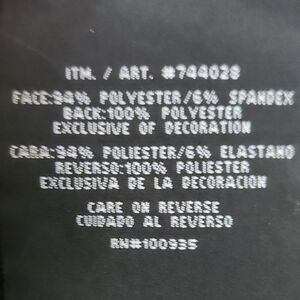 ITM. / ART. #744028
FACE:94% POLYESTER/6% SPANDEX
BACK:100% POLYESTER
EXCLUSIVE OF DECORATION
CARA:94% POLIESTER/6% ELASTANO
REVERSO:100% POLIESTER
EXCLUSIVA DE LA DECORACION
CARE ON REVERSE
CUIDADO AL REVERSO
RN#100935